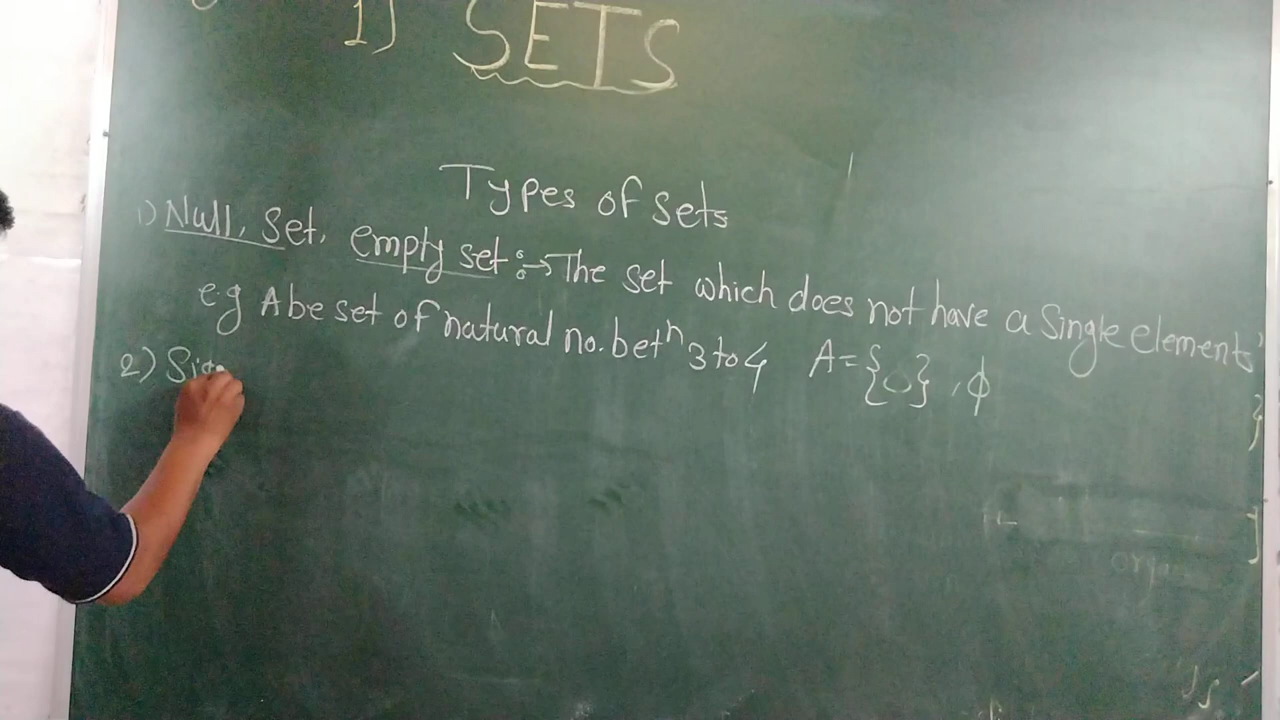 1) SETS
Types of sets
1) Null, set, empty set :→ The set which does not have a single elements
e.g A be set of natural no. betⁿ 3 to 4 A = { }, ϕ
2) Si